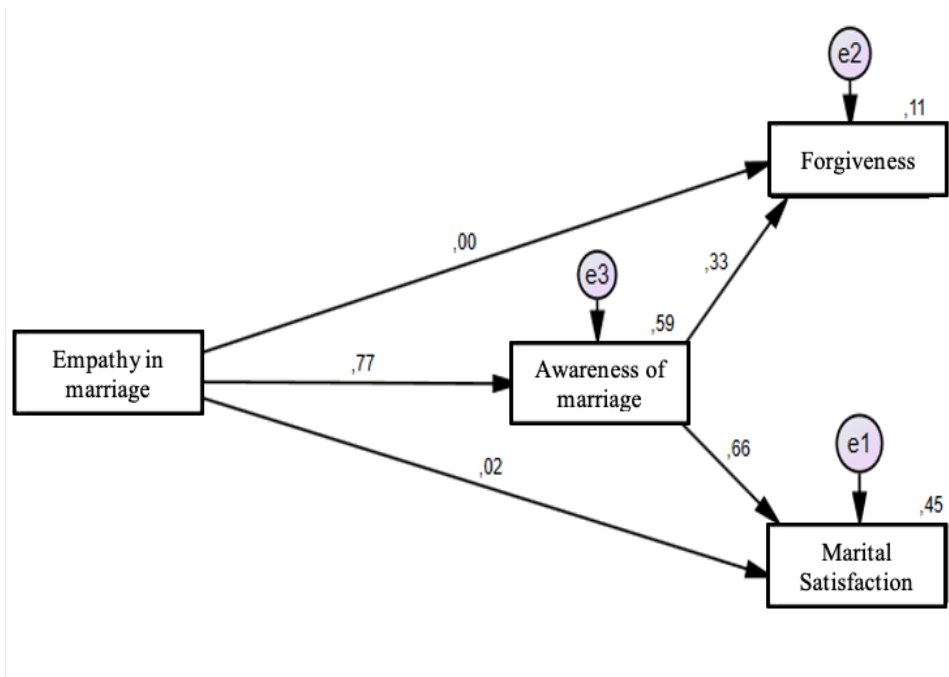 e2
,11
Forgiveness
,00
e3
,33
,59
Empathy in
marriage
,77
Awareness of
marriage
,02
,66
e1
,45
Marital
Satisfaction